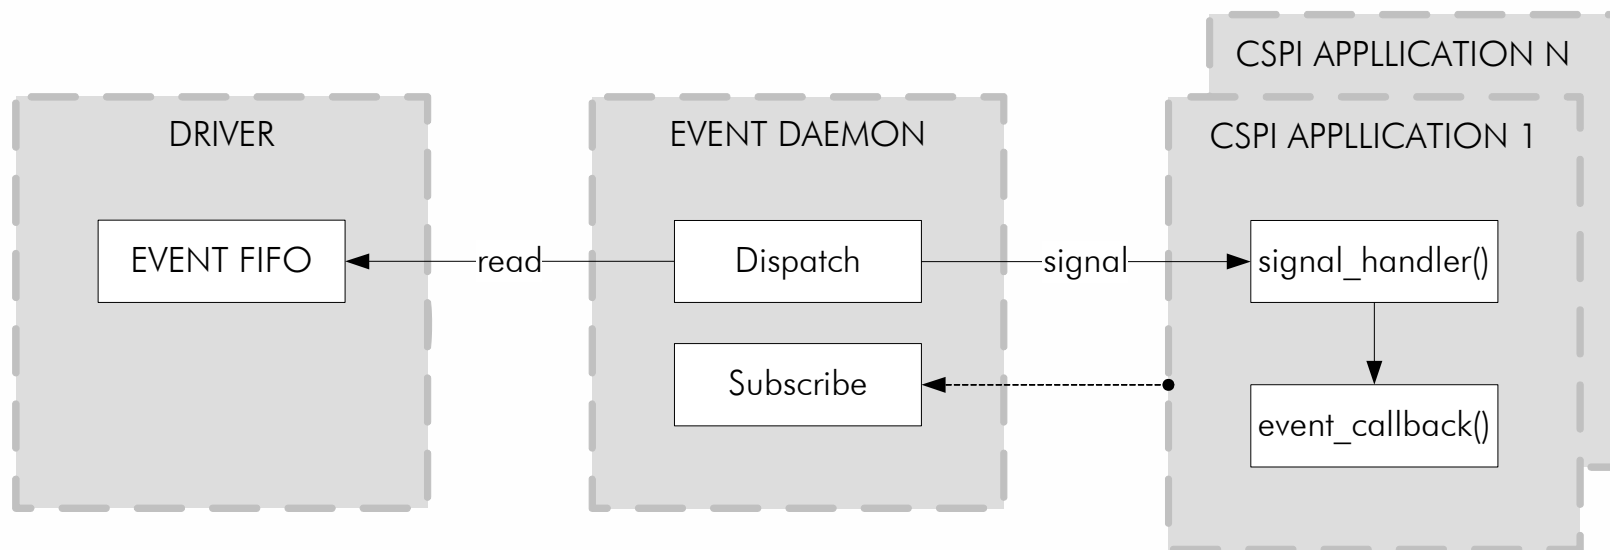 CSPI APPLLICATION N
DRIVER
EVENT DAEMON
CSPI APPLLICATION 1
EVENT FIFO
read
Dispatch
signal
signal_handler()
Subscribe
event_callback()